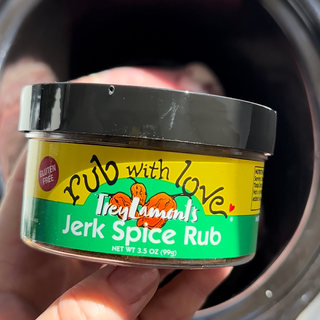 GLUTEN
FREE
rub with love
TreyLamont's
Jerk Spice Rub
NET WT 3.5 OZ (99g)